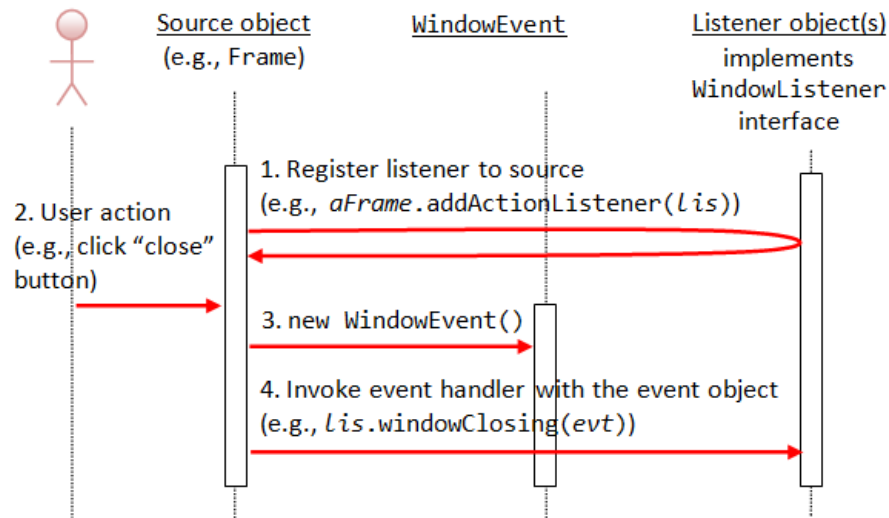 Source object
(e.g., Frame)
WindowEvent
Listener object(s)
implements
WindowListener
interface
1. Register listener to source
(e.g., aFrame.addActionListener(lis))
2. User action
(e.g., click “close”
button)
3. new WindowEvent()
4. Invoke event handler with the event object
(e.g., lis.windowClosing(evt))